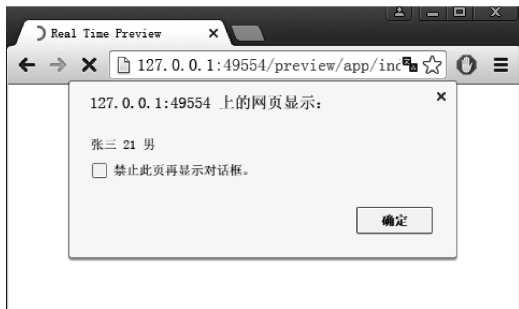 Real Time Preview
127.0.0.1:49554/preview/app/inc
127.0.0.1:49554 上的网页显示:
张三 21 男
禁止此页再显示对话框。
确定